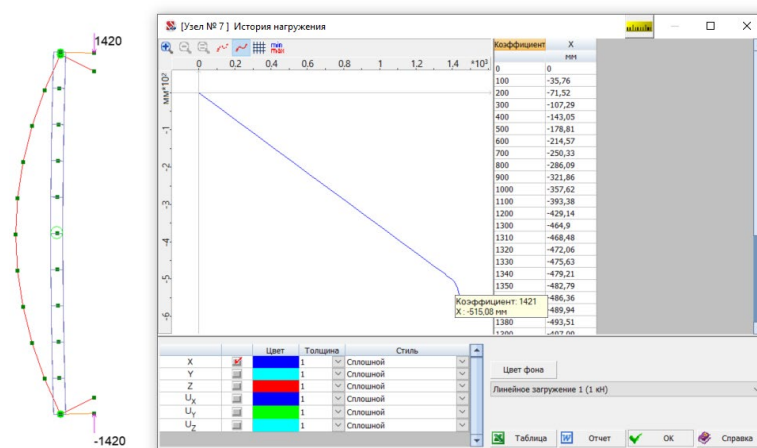 1420
-1420
[Узел № 7 ] История нагружения
min
max
0 0,2 0,4 0,6 0,8 1 1,2 1,4 *10³
мм*10²
-1
-2
-3
-4
-5
-6
Коэффициент: 1421
X : -515,08 мм
Коэффициент X
мм
0 0
100 -35,76
200 -71,52
300 -107,29
400 -143,05
500 -178,81
600 -214,57
700 -250,33
800 -286,09
900 -321,86
1000 -357,62
1100 -393,38
1200 -429,14
1300 -464,9
1310 -468,48
1320 -472,06
1330 -475,63
1340 -479,21
1350 -482,79
-486,36
-489,94
1380 -493,51
Цвет Толщина Стиль
X 1 Сплошной
Y 1 Сплошной
Z 1 Сплошной
UX 1 Сплошной
UY 1 Сплошной
UZ 1 Сплошной
Цвет фона
Линейное загружение 1 (1 кН)
Таблица Отчет OK Справка